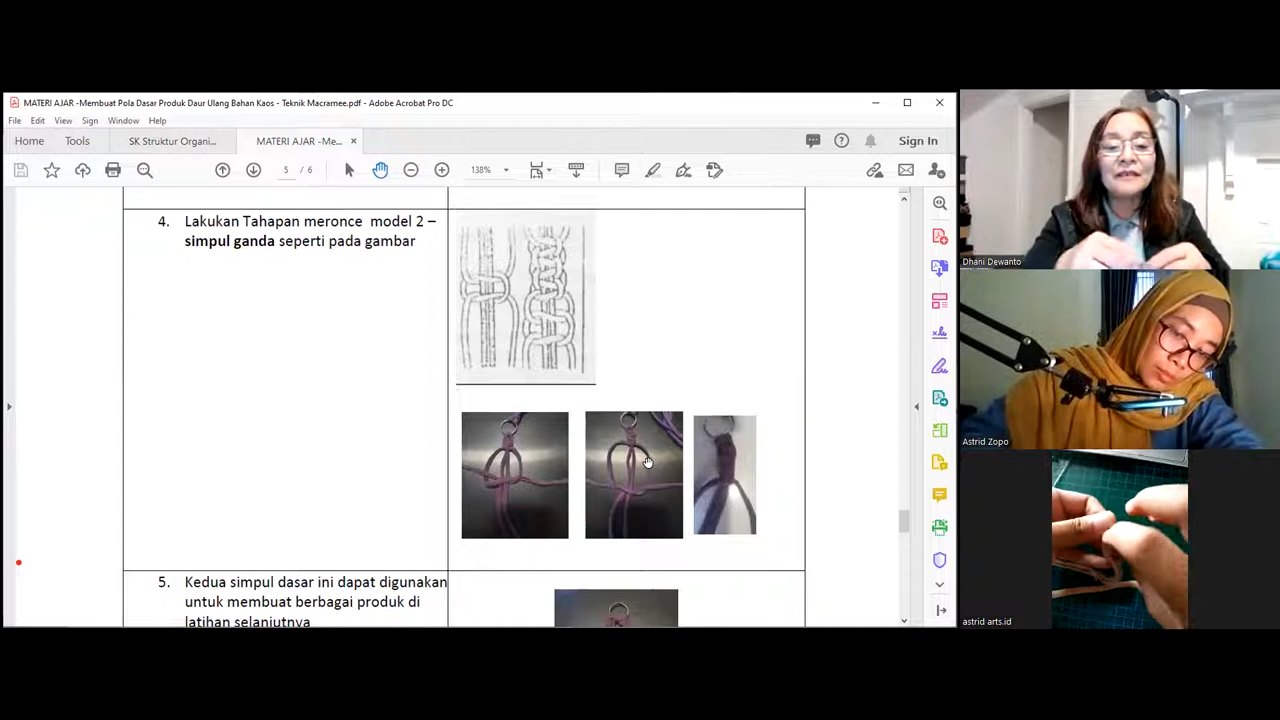 MATERI AJAR -Membuat Pola Dasar Produk Daur Ulang Bahan Kaos - Teknik Macramee.pdf - Adobe Acrobat Pro DC
File Edit View Sign Window Help
Home Tools SK Struktur Organi... MATERI AJAR -Me... × Sign In
5 / 6 138%
4. Lakukan Tahapan meronce model 2 –
simpul ganda seperti pada gambar
5. Kedua simpul dasar ini dapat digunakan
untuk membuat berbagai produk di
latihan selanjutnya
Dhani Dewanto
Astrid Zopo
astrid arts.id